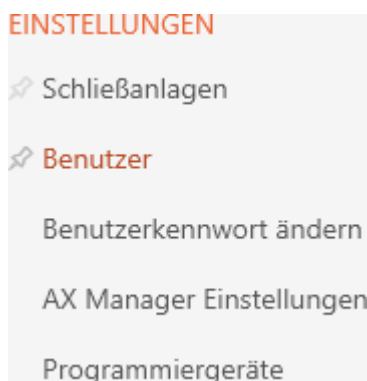 EINSTELLUNGEN
Schließanlagen
Benutzer
Benutzerkennwort ändern
AX Manager Einstellungen
Programmiergeräte